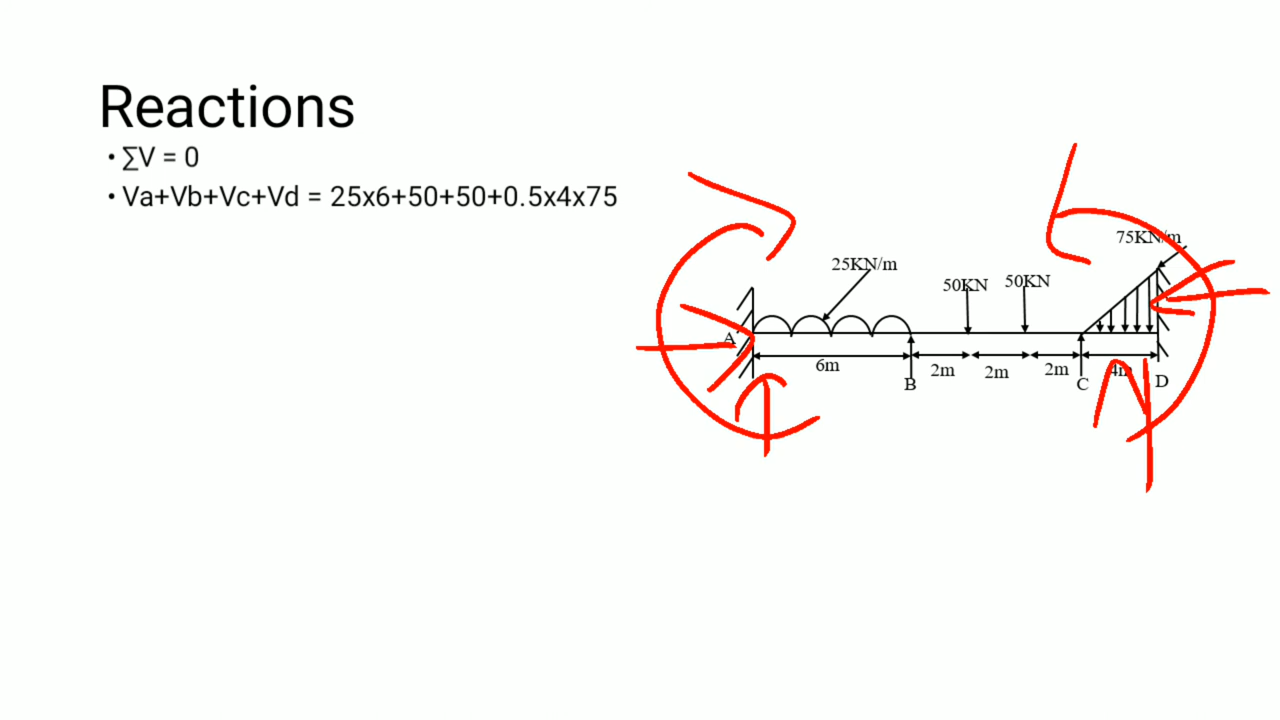 Reactions
• ∑V = 0
• Va+Vb+Vc+Vd = 25x6+50+50+0.5x4x75
75KN/m
25KN/m
50KN 50KN
A
6m 2m 2m 2m 4m
B C D